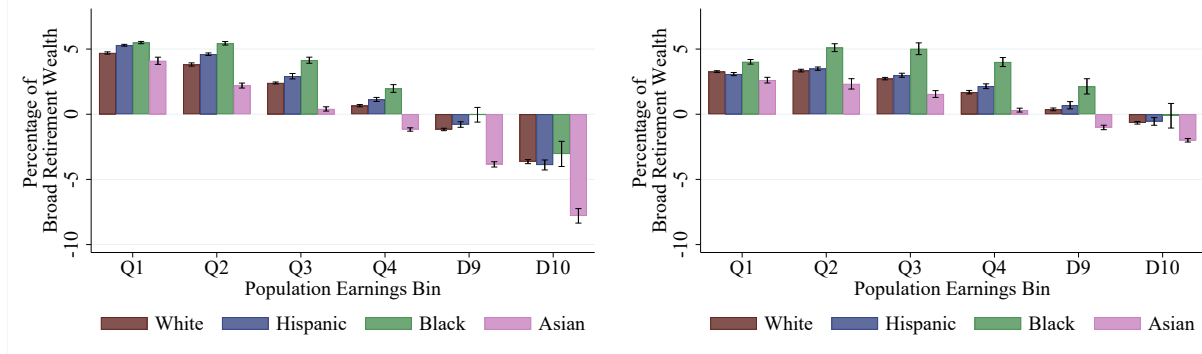 Percentage of
Broad Retirement Wealth
5
0
-5
-10
Q1 Q2 Q3 Q4 D9 D10
Population Earnings Bin
White Hispanic Black Asian
Percentage of
Broad Retirement Wealth
5
0
-5
-10
Q1 Q2 Q3 Q4 D9 D10
Population Earnings Bin
White Hispanic Black Asian